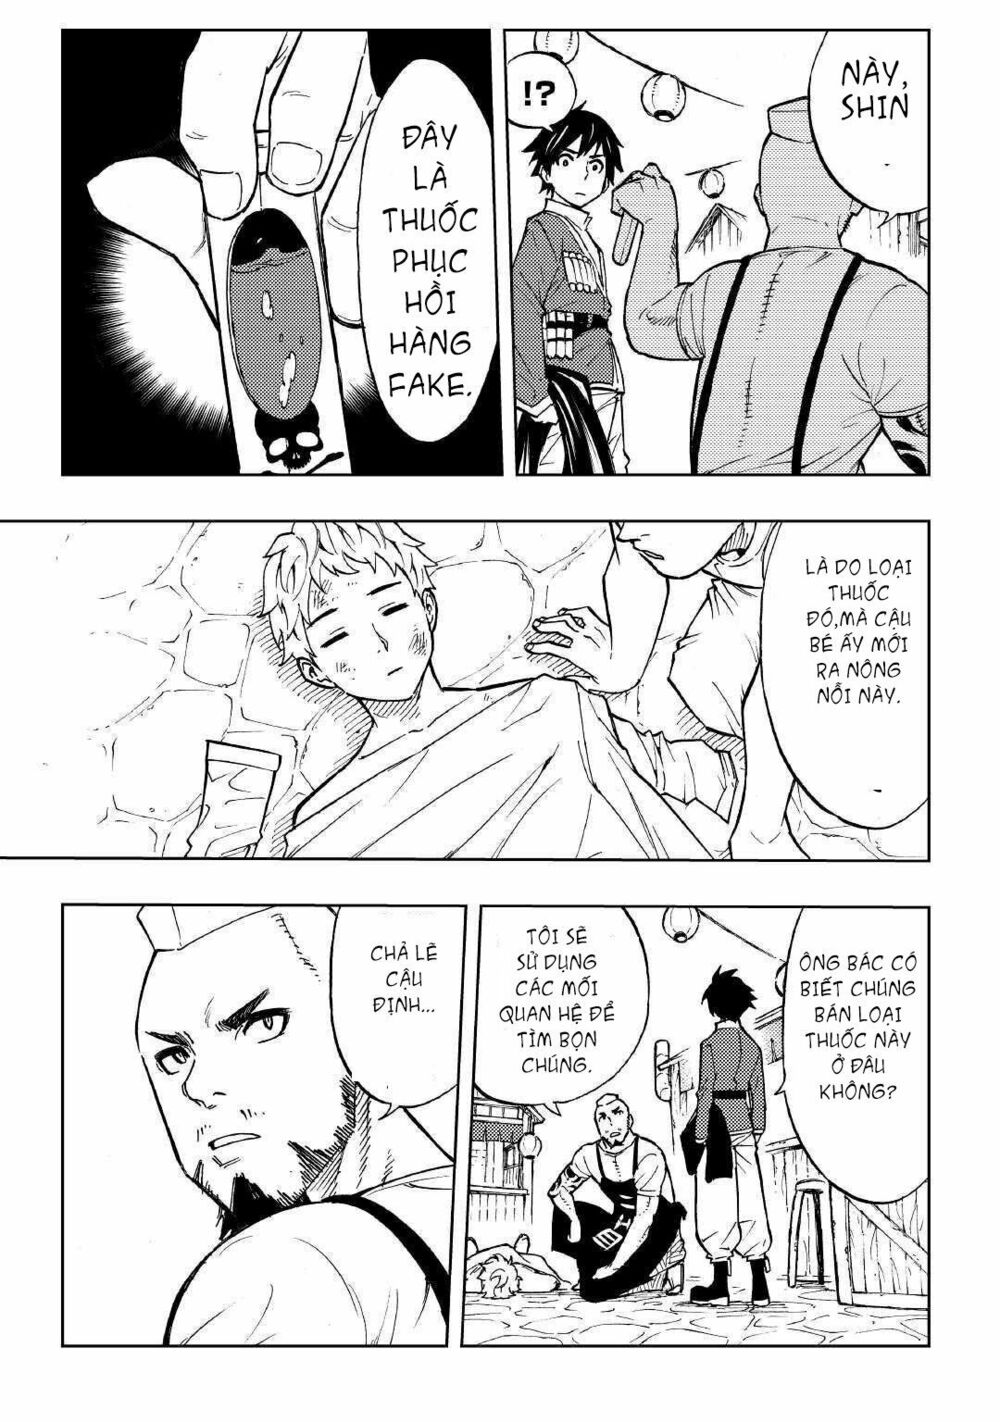 NÀY,
SHIN
!?
ĐÂY
LÀ
THUỐC
PHỤC
HỒI
HÀNG
FAKE.
LÀ DO LOẠI
THUỐC
ĐÓ,MÀ CẬU
BÉ ẤY MỚI
RA NÔNG
NỖI NÀY.
ÔNG BÁC CÓ
BIẾT CHÚNG
BÁN LOẠI
THUỐC NÀY
Ở ĐÂU
KHÔNG?
TÔI SẼ
SỬ DỤNG
CÁC MỐI
QUAN HỆ ĐỂ
TÌM BỌN
CHÚNG.
CHẢ LẼ
CẬU
ĐỊNH...